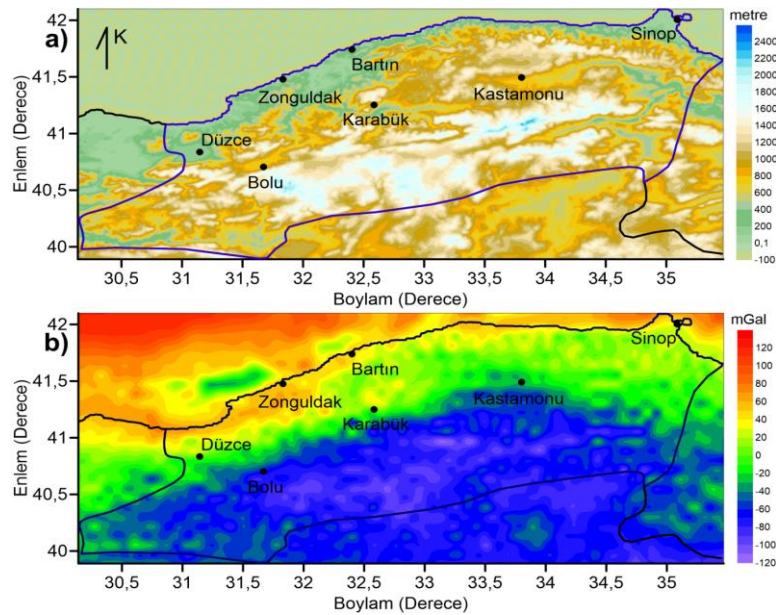 a)
K
Sinop
Bartın
Zonguldak
Karabük
Kastamonu
Düzce
Bolu
42
41,5
41
40,5
40
Enlem (Derece)
30,5 31 31,5 32 32,5 33 33,5 34 34,5 35
Boylam (Derece)
metre
2400
2200
2000
1800
1600
1400
1200
1000
800
600
400
200
0,1
-100
b)
Sinop
Bartın
Zonguldak
Karabük
Kastamonu
Düzce
Bolu
42
41,5
41
40,5
40
Enlem (Derece)
30,5 31 31,5 32 32,5 33 33,5 34 34,5 35
Boylam (Derece)
mGal
120
100
80
60
40
20
0
-20
-40
-60
-80
-100
-120